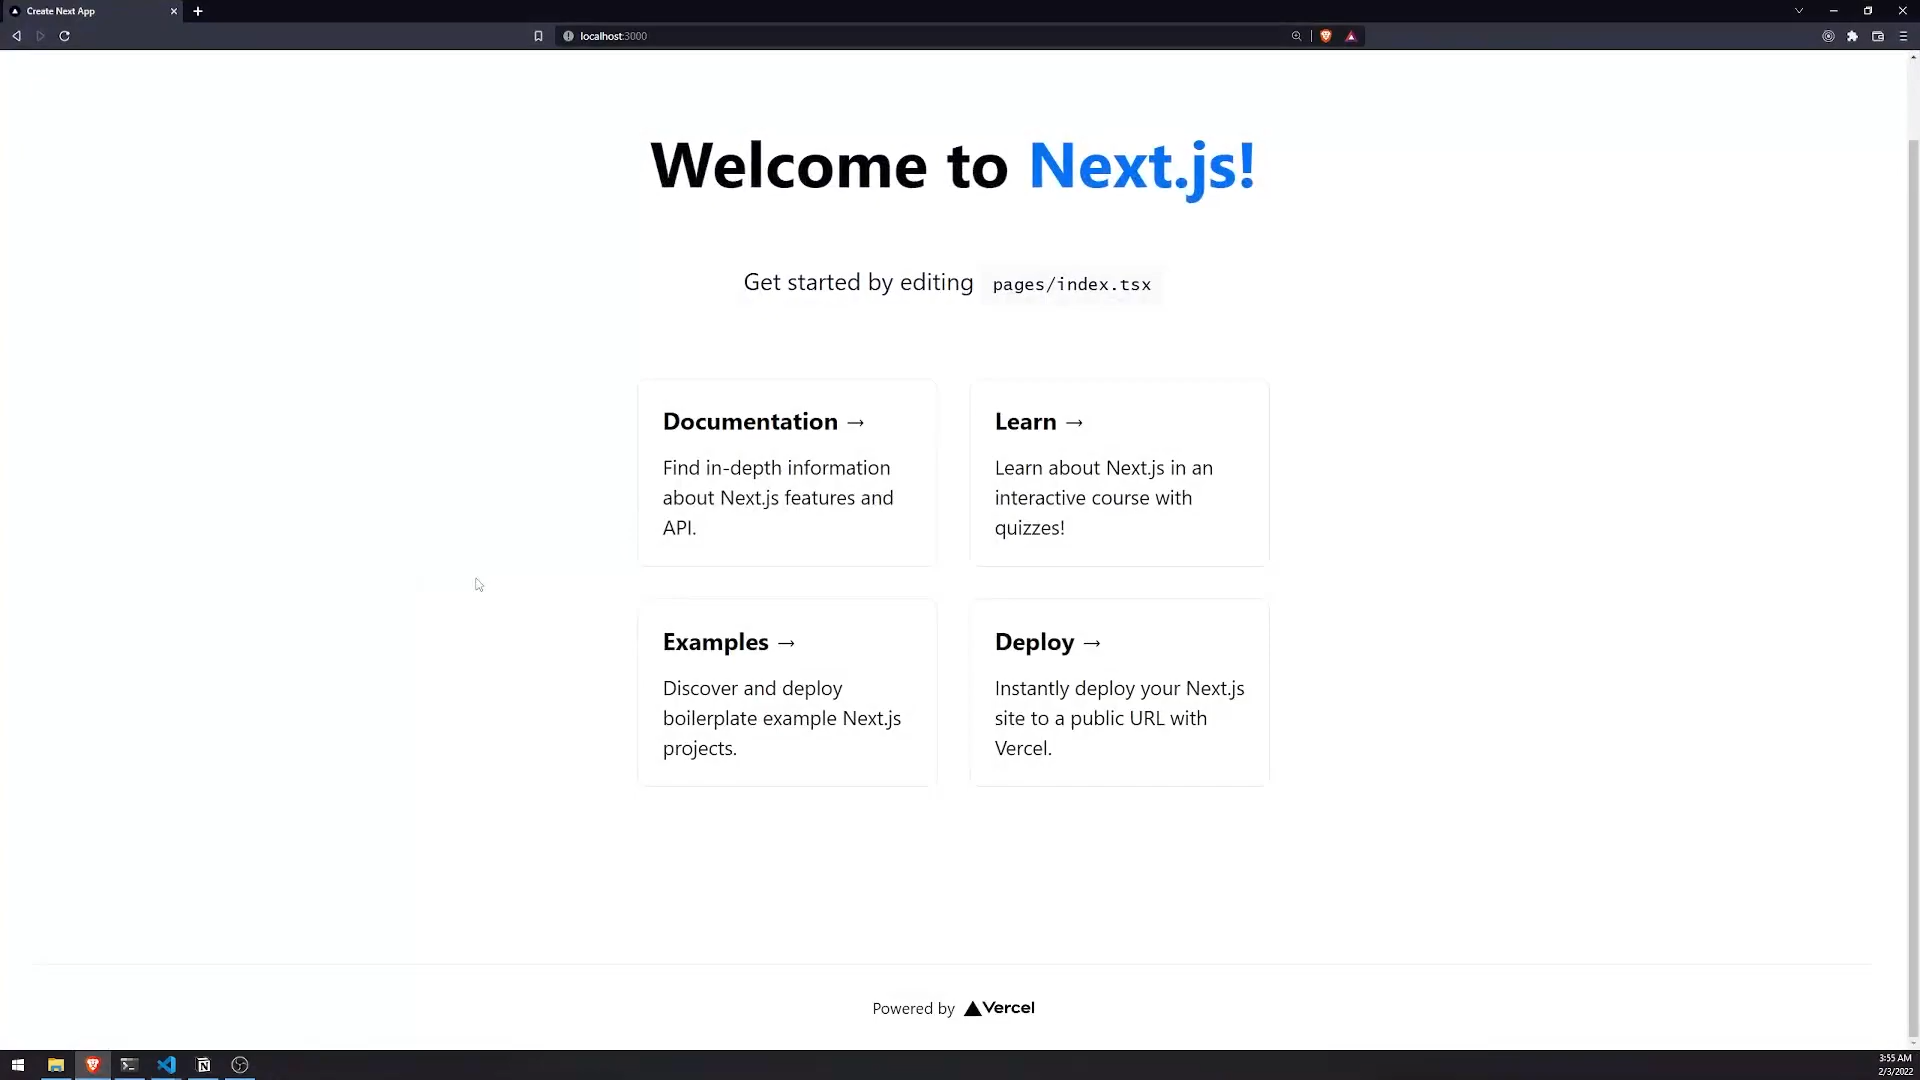 Create Next App
localhost:3000
Welcome to Next.js!
Get started by editing pages/index.tsx
Documentation →
Find in-depth information
about Next.js features and
API.
Learn →
Learn about Next.js in an
interactive course with
quizzes!
Examples →
Discover and deploy
boilerplate example Next.js
projects.
Deploy →
Instantly deploy your Next.js
site to a public URL with
Vercel.
Powered by Vercel
3:55 AM
2/3/2022